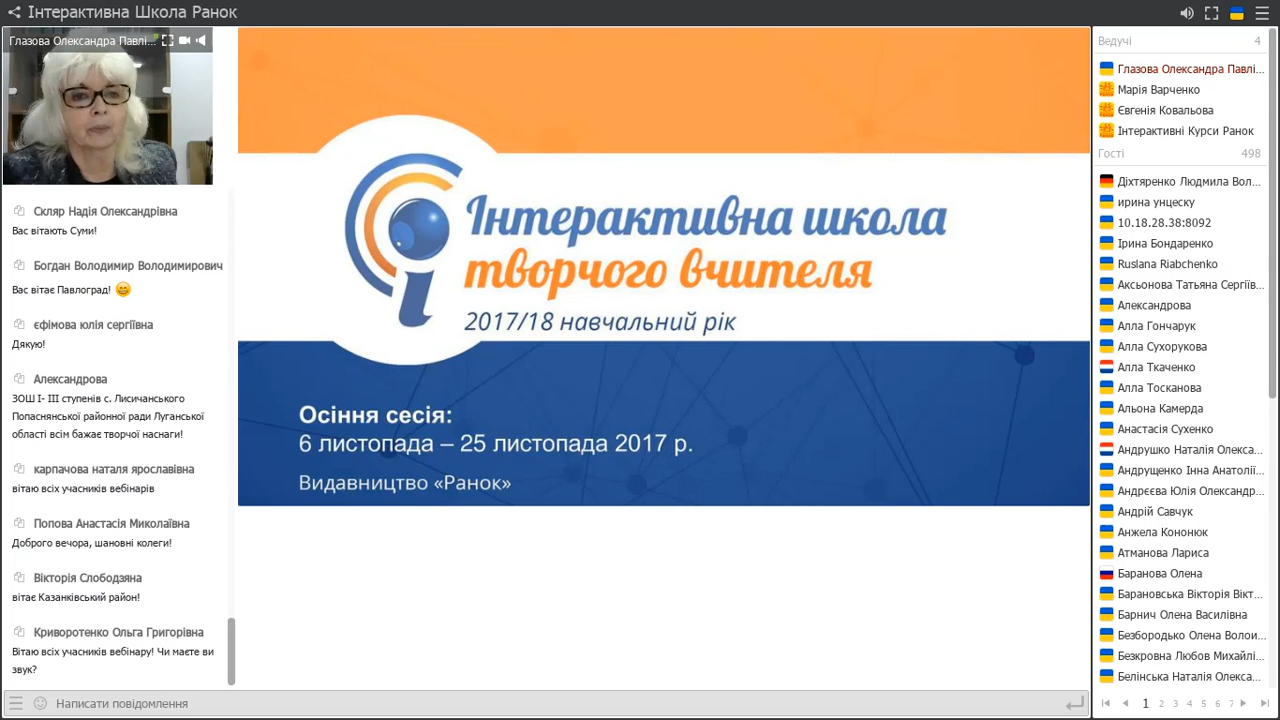 Інтерактивна Школа Ранок
Глазова Олександра Павлі...
Скляр Надія Олександрівна
Вас вітають Суми!
Богдан Володимир Володимирович
Вас вітає Павлоград!
єфімова юлія сергіївна
Дякую!
Александрова
ЗОШ І- ІІІ ступенів с. Лисичанського
Попаснянської районної ради Луганської
області всім бажає творчої наснаги!
карпачова наталя ярославівна
вітаю всіх учасників вебінарів
Попова Анастасія Миколаївна
Доброго вечора, шановні колеги!
Вікторія Слободзяна
вітає Казанківський район!
Криворотенко Ольга Григорівна
Вітаю всіх учасників вебінару! Чи маєте ви
звук?
Написати повідомлення
Інтерактивна школа
творчого вчителя
2017/18 навчальний рік
Осіння сесія:
6 листопада – 25 листопада 2017 р.
Видавництво «Ранок»
Ведучі 4
Глазова Олександра Павлі...
Марія Варченко
Євгенія Ковальова
Інтерактивні Курси Ранок
Гості 498
Діхтяренко Людмила Вол...
ирина унцеску
10.18.28.38:8092
Ірина Бондаренко
Ruslana Riabchenko
Аксьонова Татьяна Сергіїв...
Александрова
Алла Гончарук
Алла Сухорукова
Алла Ткаченко
Алла Тосканова
Альона Камерда
Анастасія Сухенко
Андрушко Наталія Олекса...
Андрущенко Інна Анатолії...
Андрєєва Юлія Олександр...
Андрій Савчук
Анжела Кононюк
Атманова Лариса
Баранова Олена
Барановська Вікторія Вікт...
Барнич Олена Василівна
Безбородько Олена Волои...
Безкровна Любов Михайлі...
Белінська Наталія Олекса...
1 2 3 4 5 6 7